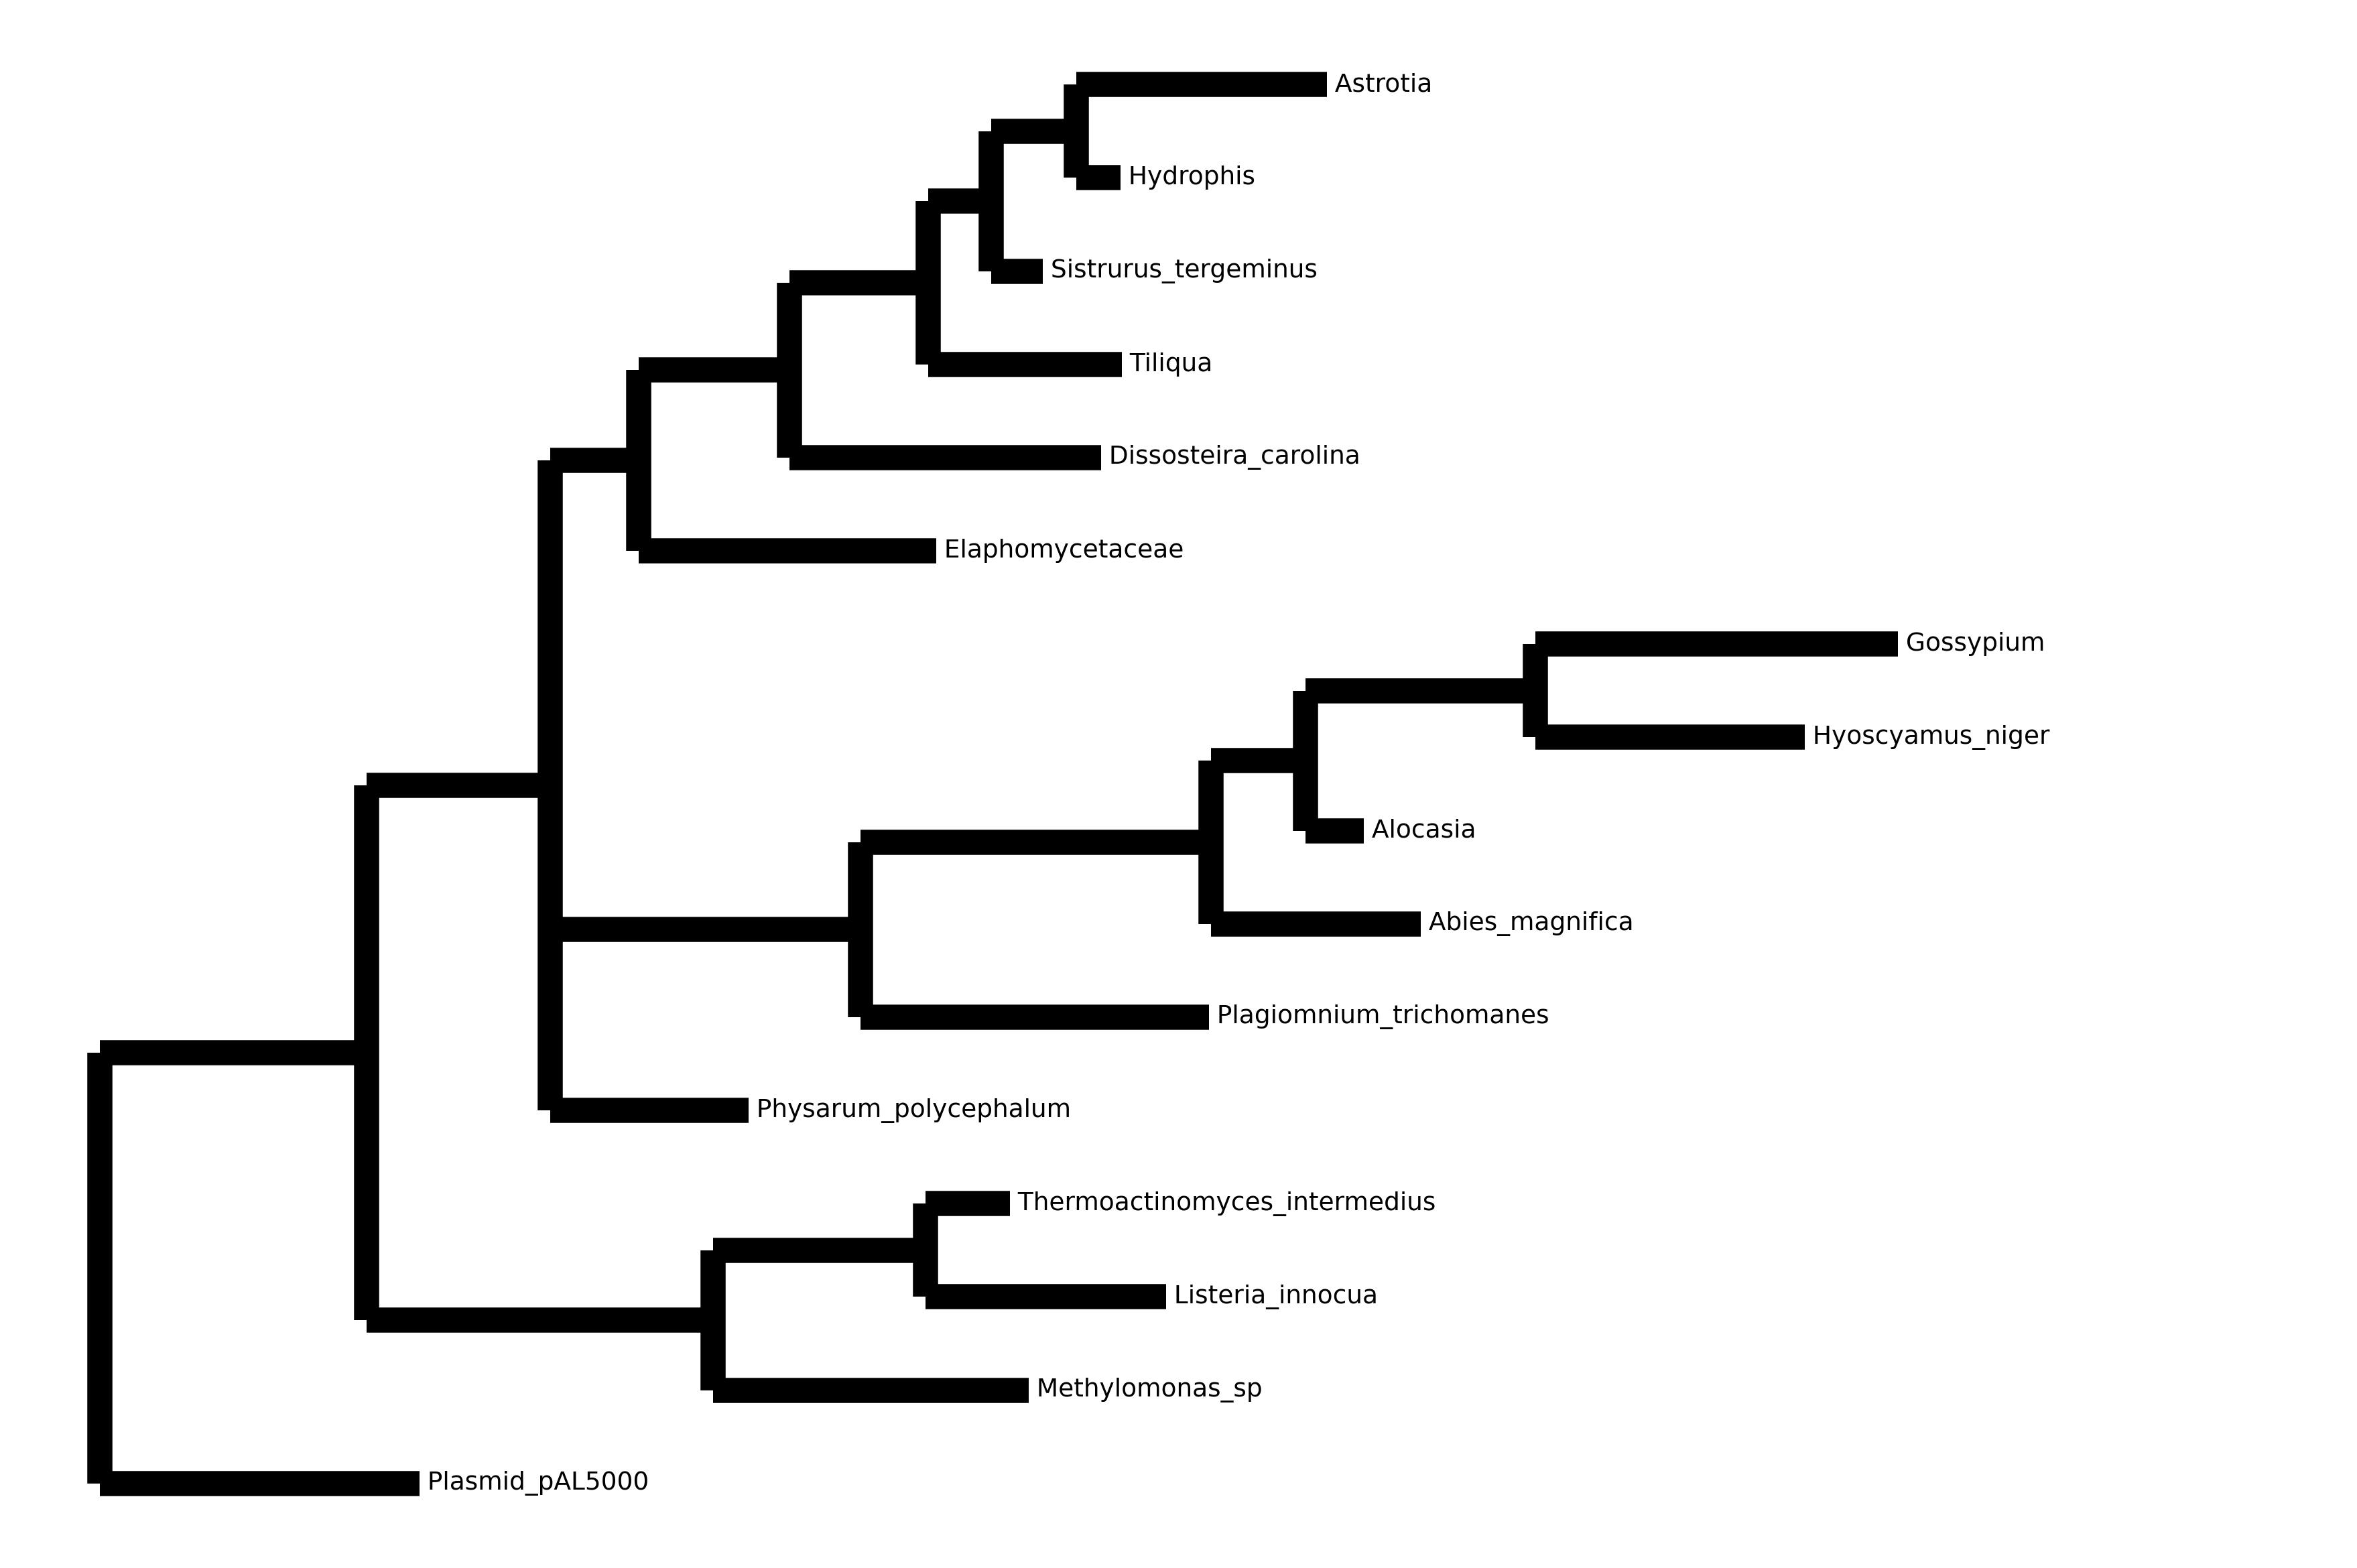 Astrotia
Hydrophis
Sistrurus_tergeminus
Tiliqua
Dissosteira_carolina
Elaphomycetaceae
Gossypium
Hyoscyamus_niger
Alocasia
Abies_magnifica
Plagiomnium_trichomanes
Physarum_polycephalum
Thermoactinomyces_intermedius
Listeria_innocua
Methylomonas_sp
Plasmid_pAL5000